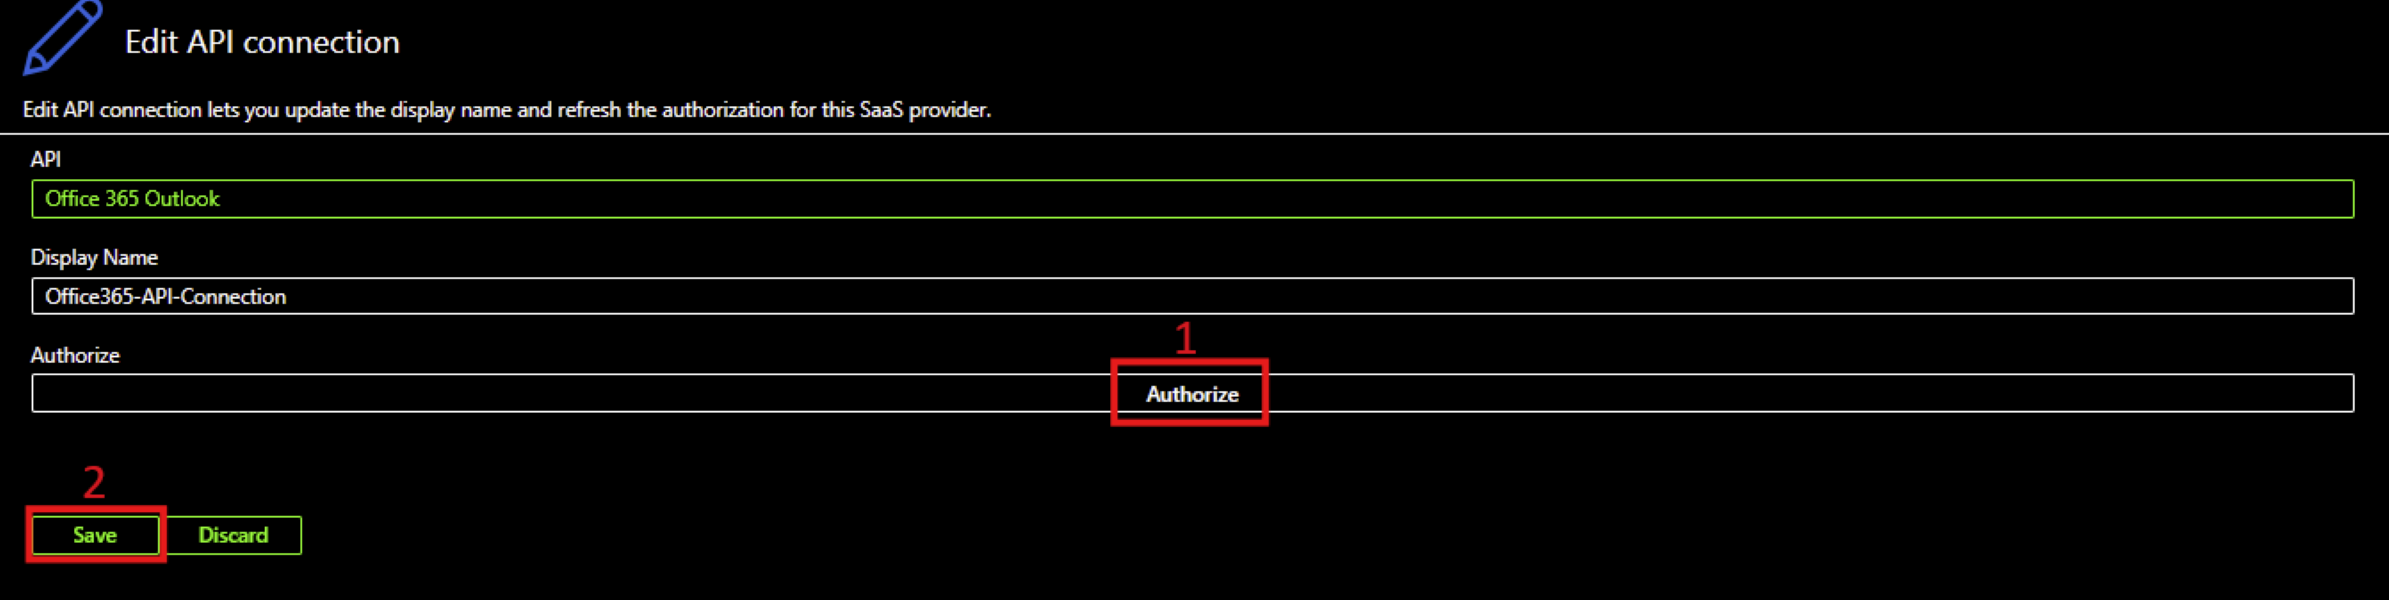 Edit API connection
Edit API connection lets you update the display name and refresh the authorization for this SaaS provider.
API
Office 365 Outlook
Display Name
Office365-API-Connection
Authorize
1
Authorize
2
Save Discard